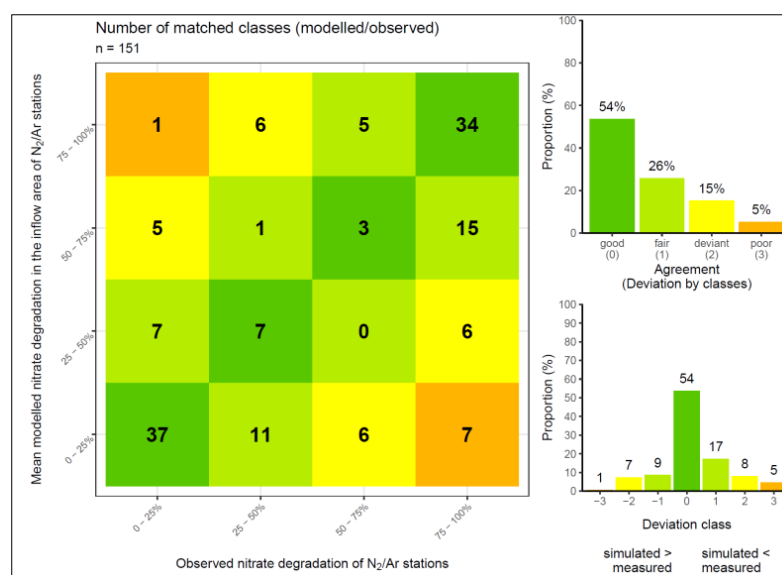 Number of matched classes (modelled/observed)
n = 151
Mean modelled nitrate degradation in the inflow area of N₂/Ar stations
75 – 100%
50 – 75%
25 – 50%
0 – 25%
1 6 5 34
5 1 3 15
7 7 0 6
37 11 6 7
0 – 25% 25 – 50% 50 – 75% 75 – 100%
Observed nitrate degradation of N₂/Ar stations
Proportion (%)
100
80
60
40
20
0
54%
26%
15%
5%
good fair deviant poor
(0) (1) (2) (3)
Agreement
(Deviation by classes)
Proportion (%)
100
90
80
70
60
50
40
30
20
10
0
1 7 9 54 17 8 5
−3 −2 −1 0 1 2 3
Deviation class
simulated > simulated <
measured measured